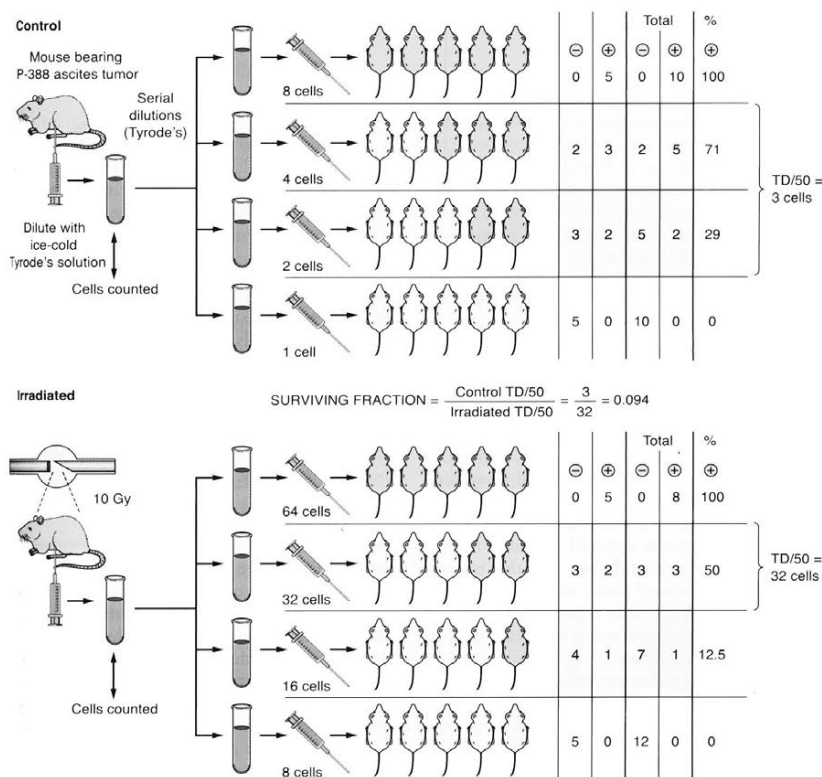 Control
Mouse bearing
P-388 ascites tumor
Serial
dilutions
(Tyrode's)
Dilute with
ice-cold
Tyrode's solution
Cells counted
Total %
⊖ ⊕ ⊖ ⊕ ⊕
8 cells 0 5 0 10 100
4 cells 2 3 2 5 71
2 cells 3 2 5 2 29
1 cell 5 0 10 0 0
TD/50 =
3 cells
Irradiated
SURVIVING FRACTION = Control TD/50 / Irradiated TD/50 = 3 / 32 = 0.094
10 Gy
Cells counted
Total %
⊖ ⊕ ⊖ ⊕ ⊕
64 cells 0 5 0 8 100
32 cells 3 2 3 3 50
16 cells 4 1 7 1 12.5
8 cells 5 0 12 0 0
TD/50 =
32 cells